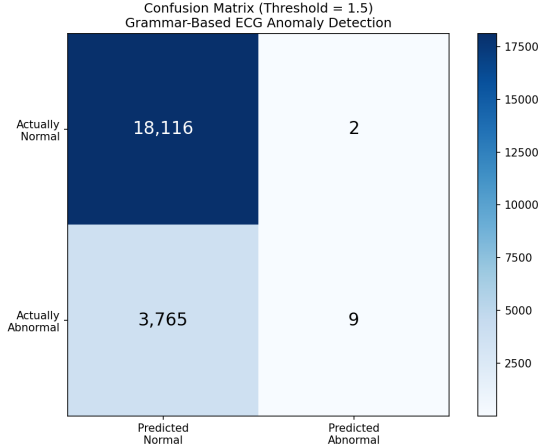 Confusion Matrix (Threshold = 1.5)
Grammar-Based ECG Anomaly Detection
Actually
Normal
18,116
2
Actually
Abnormal
3,765
9
Predicted
Normal
Predicted
Abnormal
17500
15000
12500
10000
7500
5000
2500